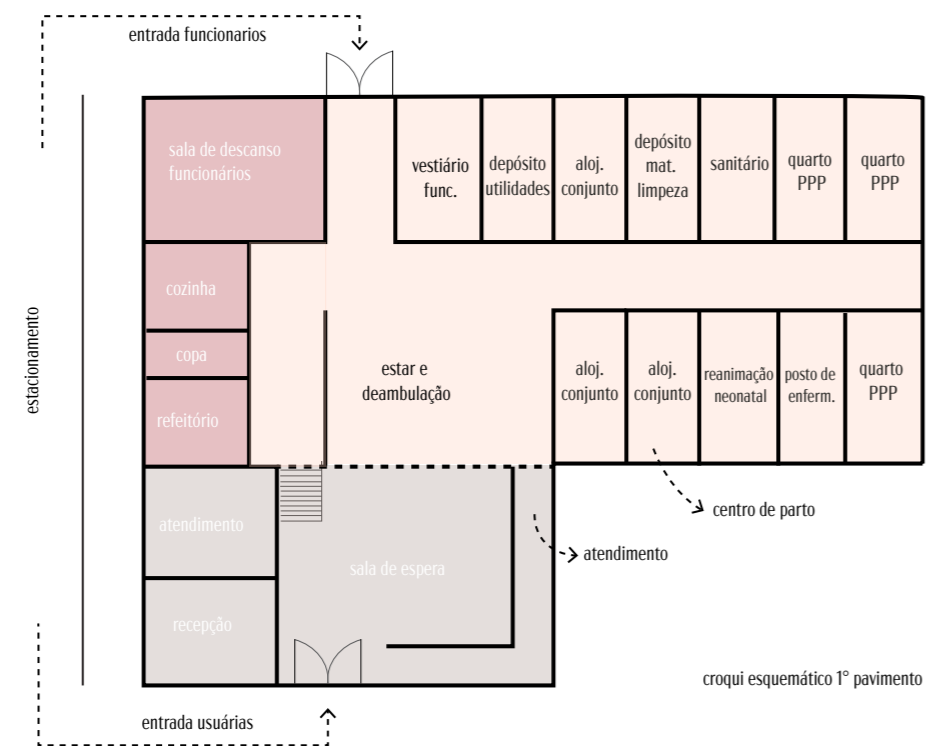 entrada funcionarios
sala de descanso
funcionários
vestiário
func.
depósito
utilidades
aloj.
conjunto
depósito
mat.
limpeza
sanitário
quarto
PPP
quarto
PPP
cozinha
copa
refeitório
estacionamento
estar e
deambulação
aloj.
conjunto
aloj.
conjunto
reanimação
neonatal
posto de
enferm.
quarto
PPP
atendimento
sala de espera
recepção
centro de parto
atendimento
croqui esquemático 1° pavimento
entrada usuárias